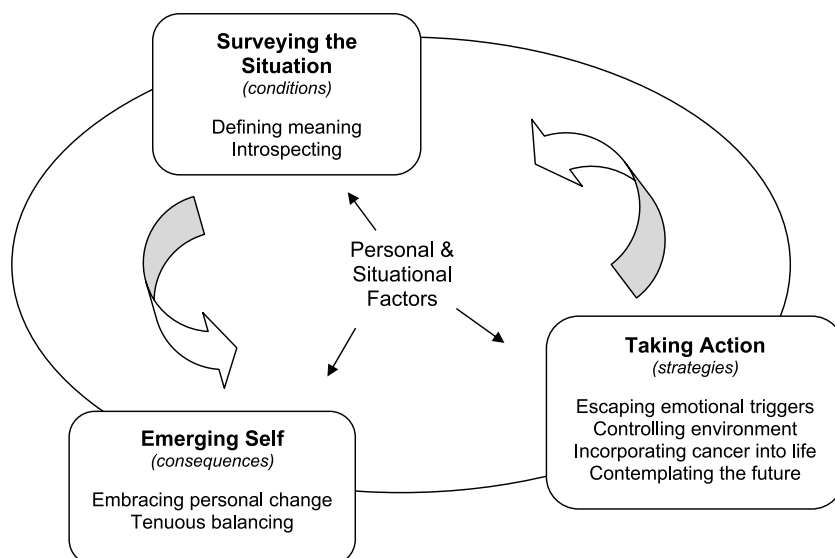 Surveying the
Situation
(conditions)
Defining meaning
Introspecting
Personal &
Situational
Factors
Taking Action
(strategies)
Escaping emotional triggers
Controlling environment
Incorporating cancer into life
Contemplating the future
Emerging Self
(consequences)
Embracing personal change
Tenuous balancing